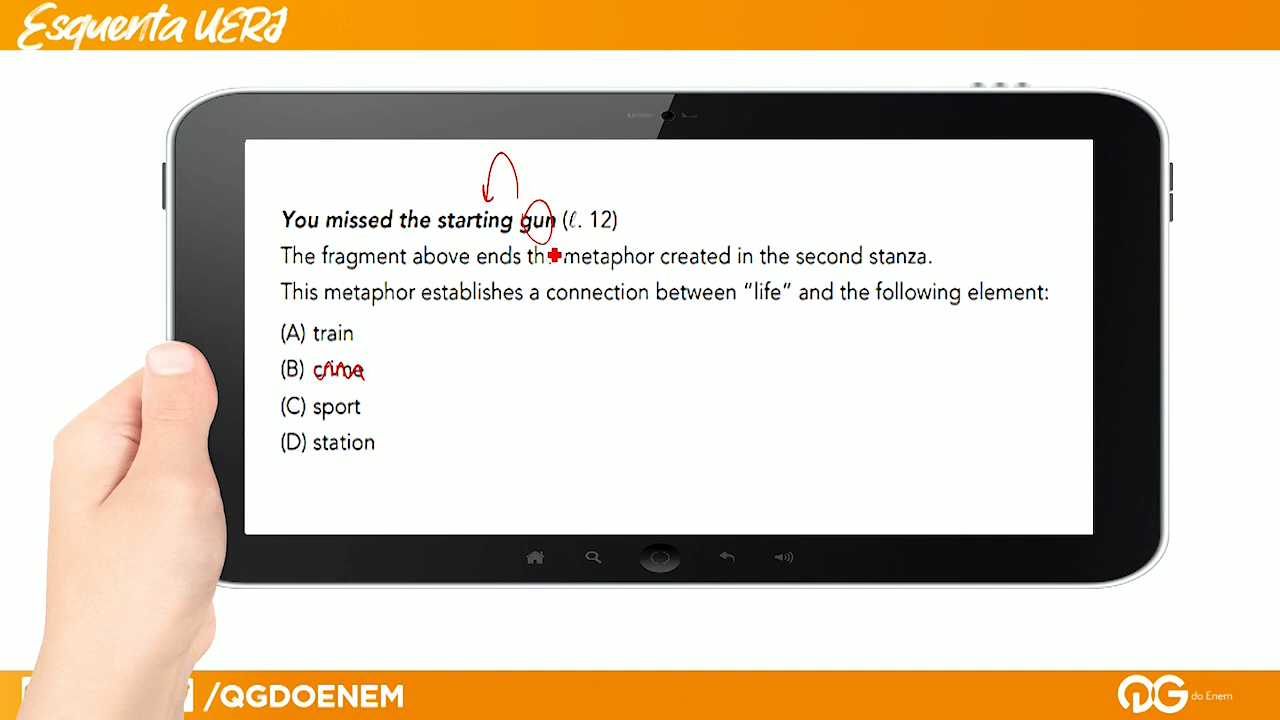 Esquenta UERJ
You missed the starting gun (ℓ. 12)
The fragment above ends th metaphor created in the second stanza.
This metaphor establishes a connection between “life” and the following element:
(A) train
(B) crime
(C) sport
(D) station
/QGDOENEM
QG do Enem